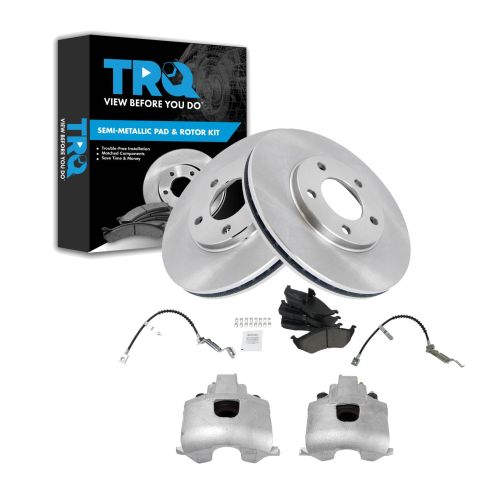 TRQ
VIEW BEFORE YOU DO
SEMI-METALLIC PAD & ROTOR KIT
Trouble-Free Installation
Matched Components
Save Time & Money
TRQ
VIEW BEFORE YOU DO